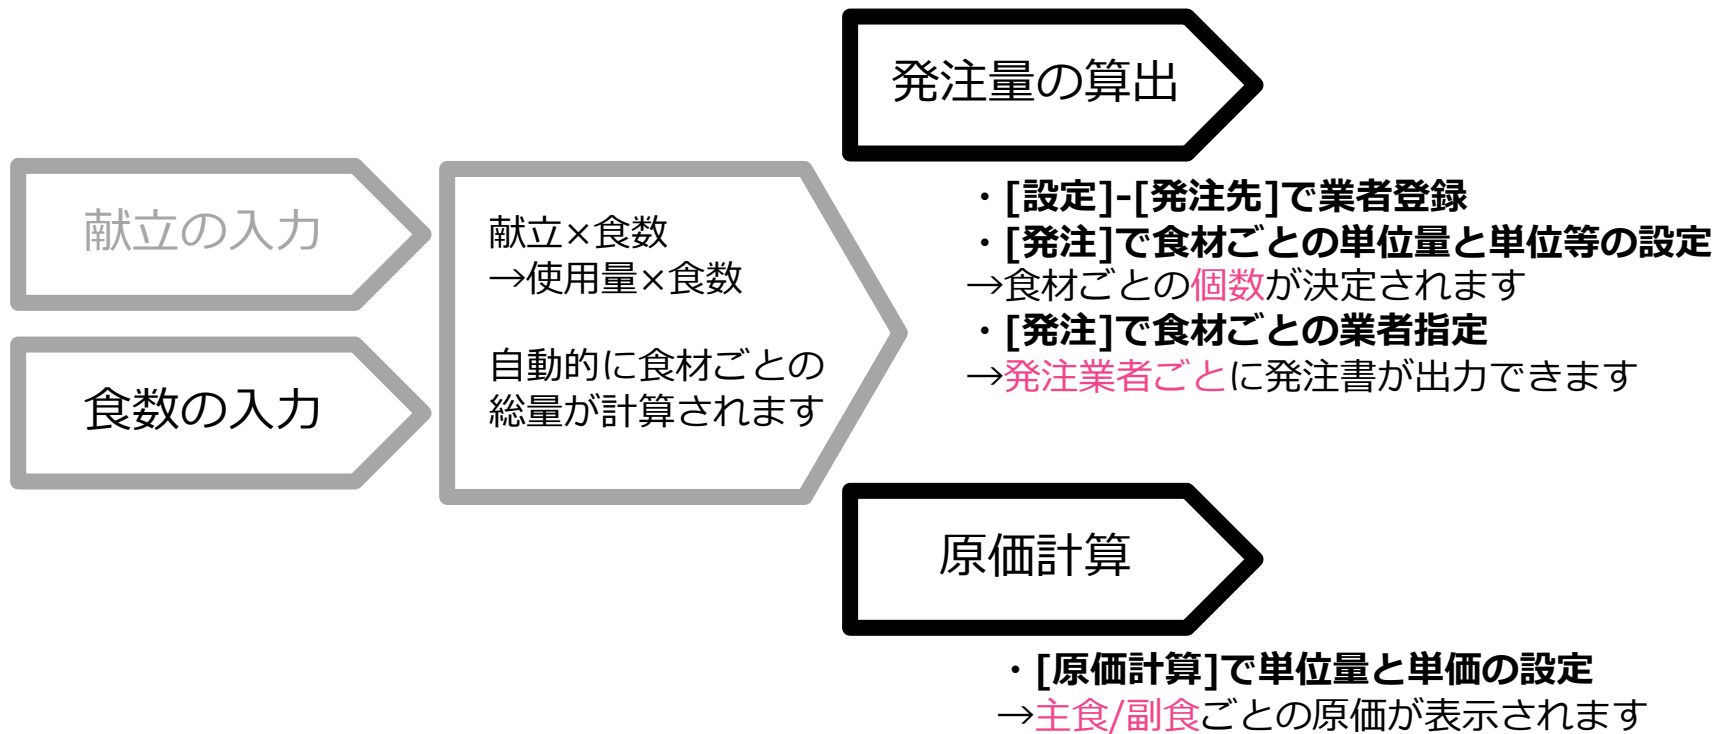 献立の入力
食数の入力
献立×食数
→使用量×食数
自動的に食材ごとの
総量が計算されます
発注量の算出
・[設定]-[発注先]で業者登録
・[発注]で食材ごとの単位量と単位等の設定
→食材ごとの個数が決定されます
・[発注]で食材ごとの業者指定
→発注業者ごとに発注書が出力できます
原価計算
・[原価計算]で単位量と単価の設定
→主食/副食ごとの原価が表示されます